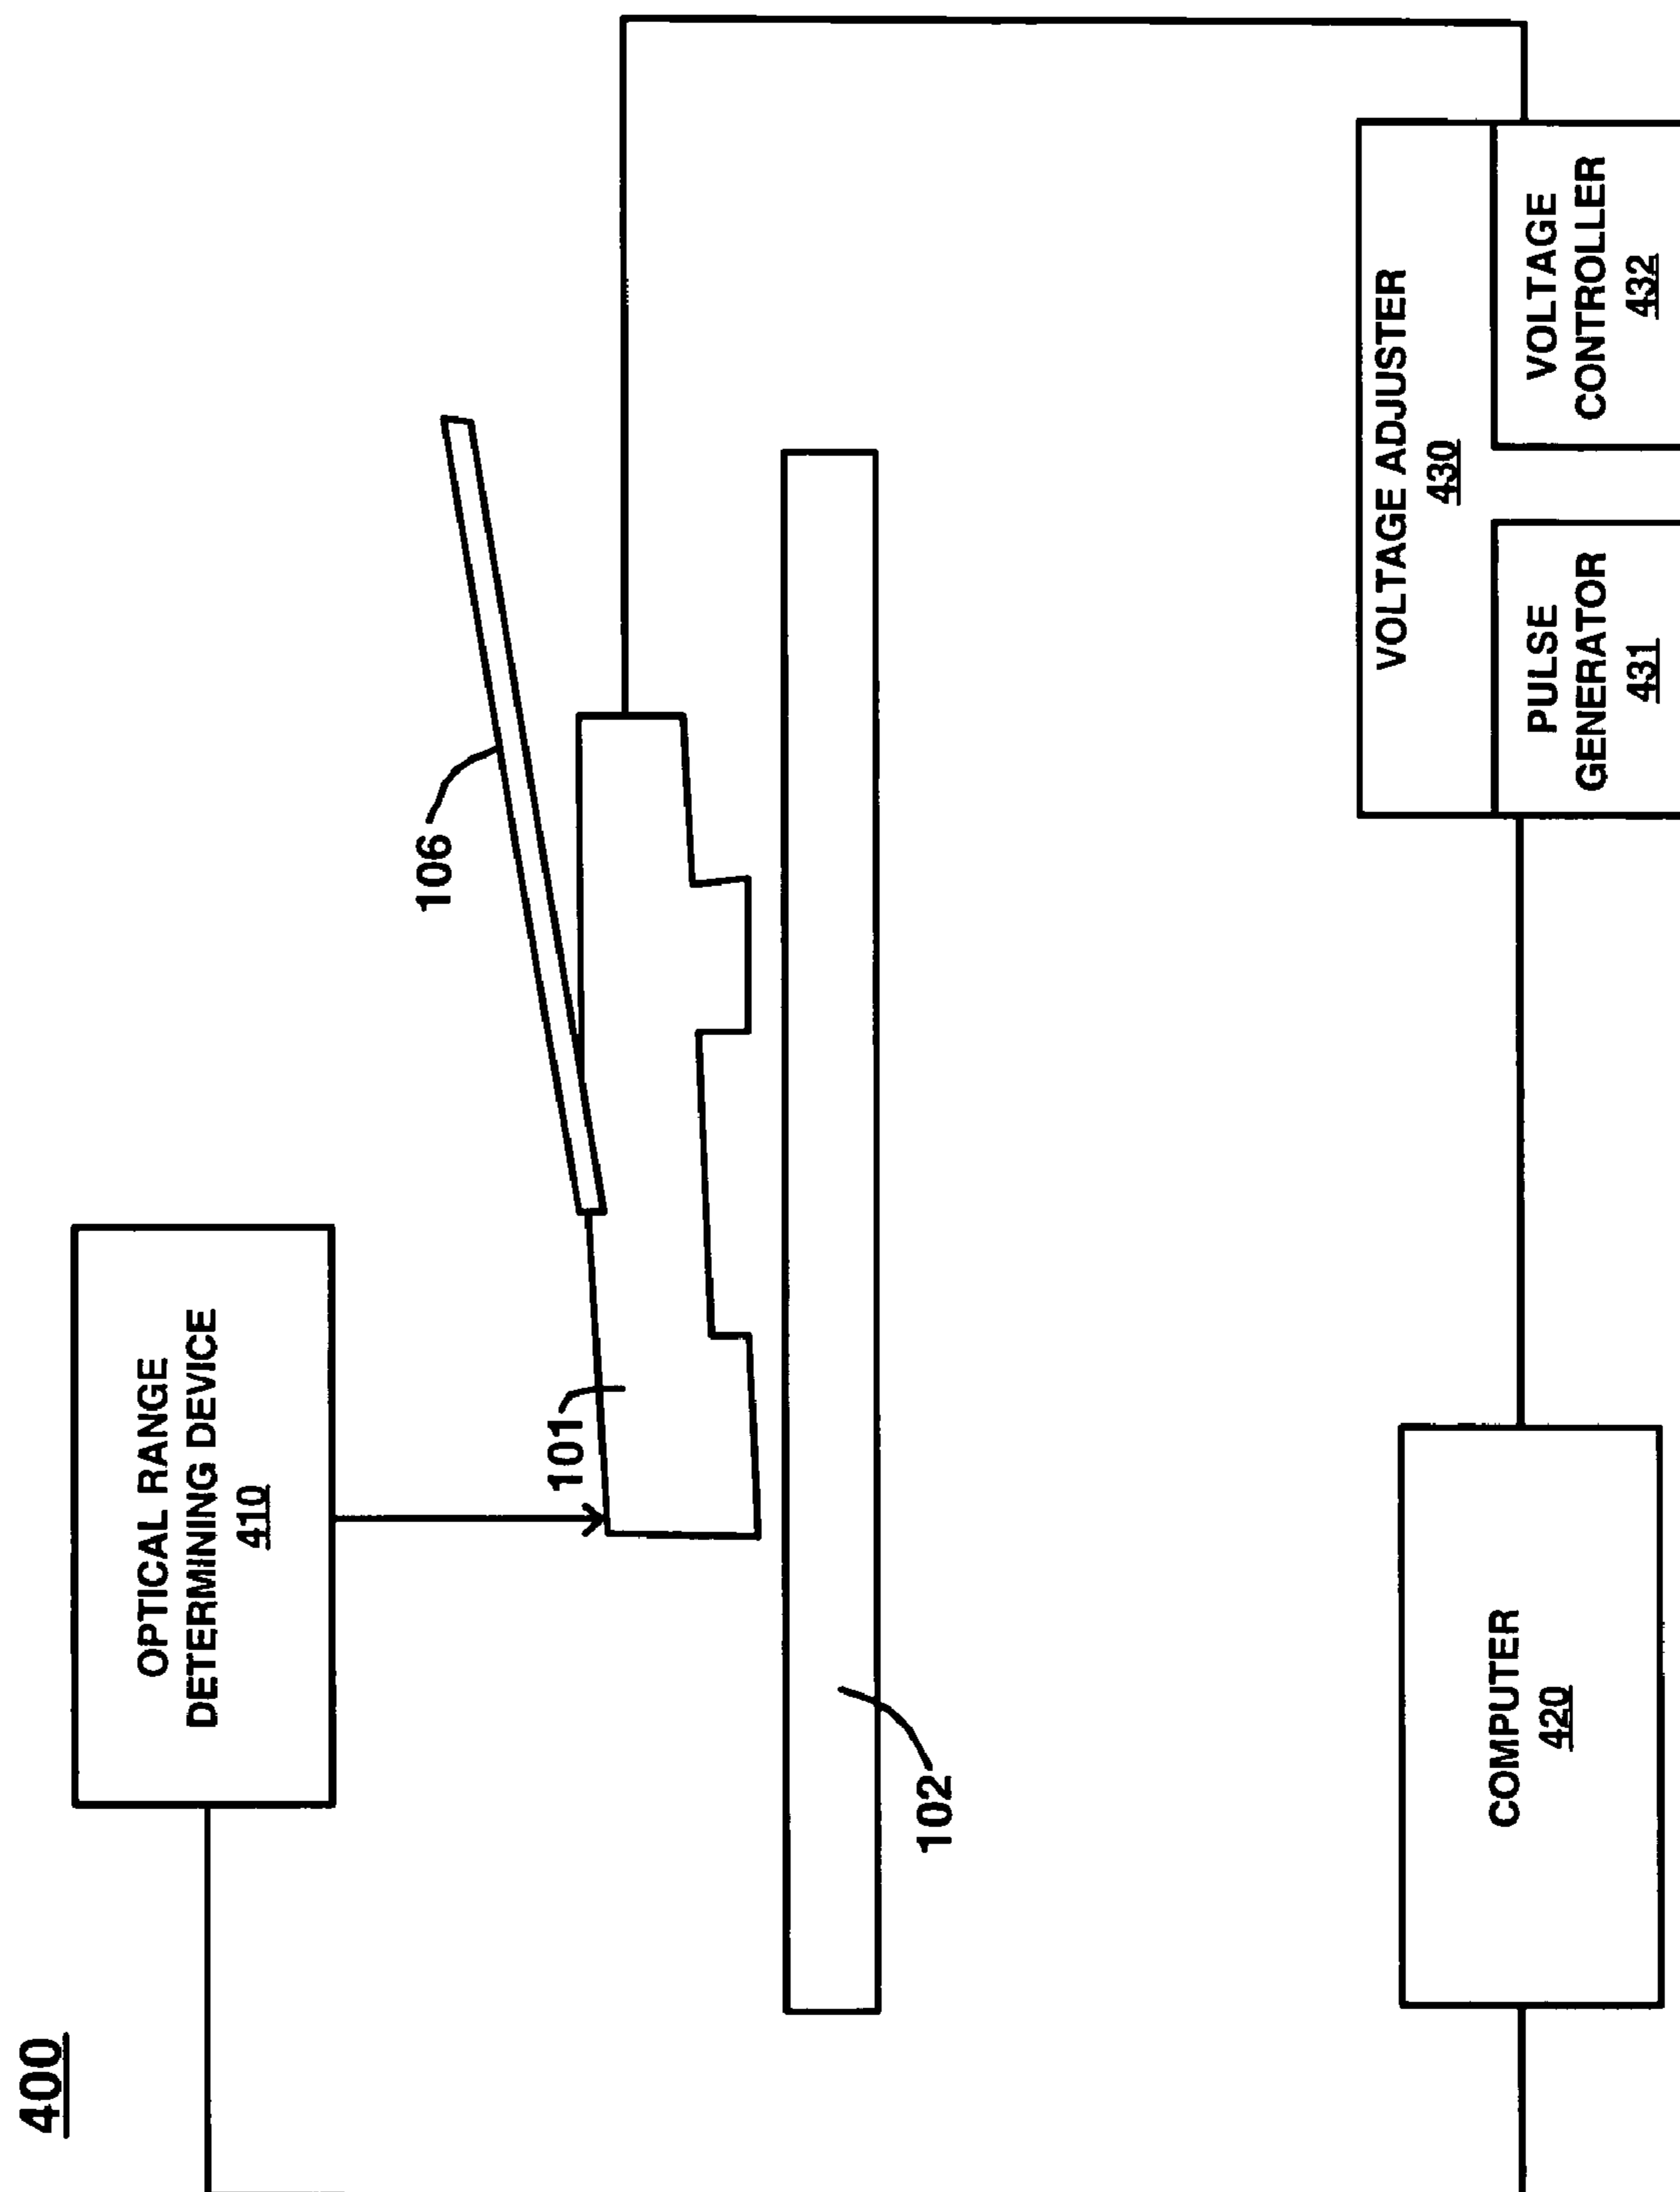 400
OPTICAL RANGE
DETERMINING DEVICE
410
101
106
102
COMPUTER
420
VOLTAGE ADJUSTER
430
PULSE
GENERATOR
431
VOLTAGE
CONTROLLER
432